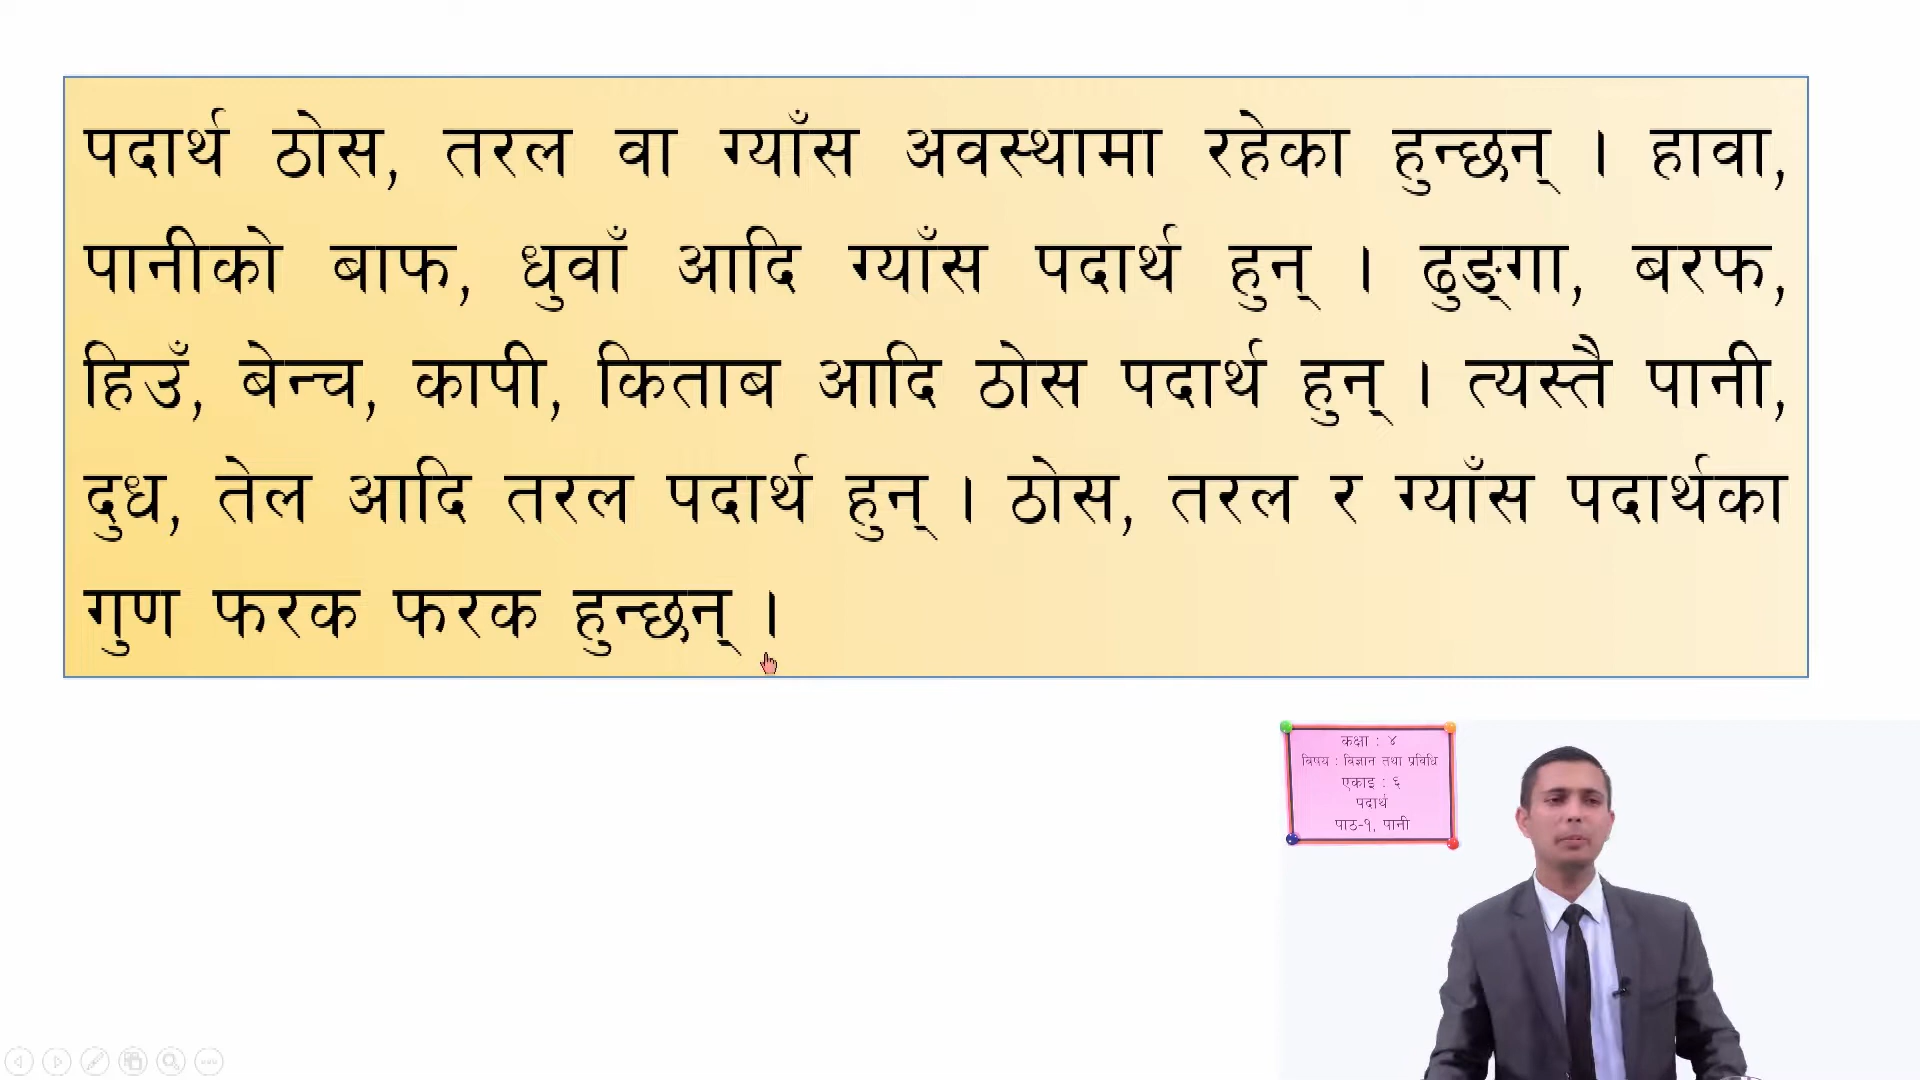 पदार्थ ठोस, तरल वा ग्याँस अवस्थामा रहेका हुन्छन् । हावा,
पानीको बाफ, धुवाँ आदि ग्याँस पदार्थ हुन् । ढुङ्गा, बरफ,
हिउँ, बेन्च, कापी, किताब आदि ठोस पदार्थ हुन् । त्यस्तै पानी,
दुध, तेल आदि तरल पदार्थ हुन् । ठोस, तरल र ग्याँस पदार्थका
गुण फरक फरक हुन्छन् ।
कक्षा : ४
विषय : विज्ञान तथा प्रविधि
एकाइ : ६
पदार्थ
पाठ-१, पानी